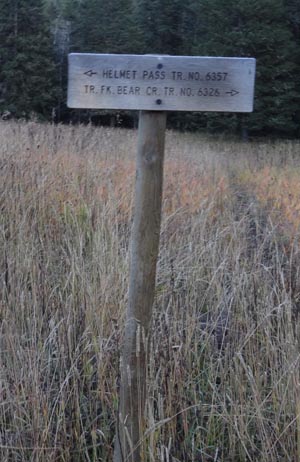 ← HELMET PASS TR. NO. 6357
TR. FK. BEAR CR. TR. NO. 6326 →